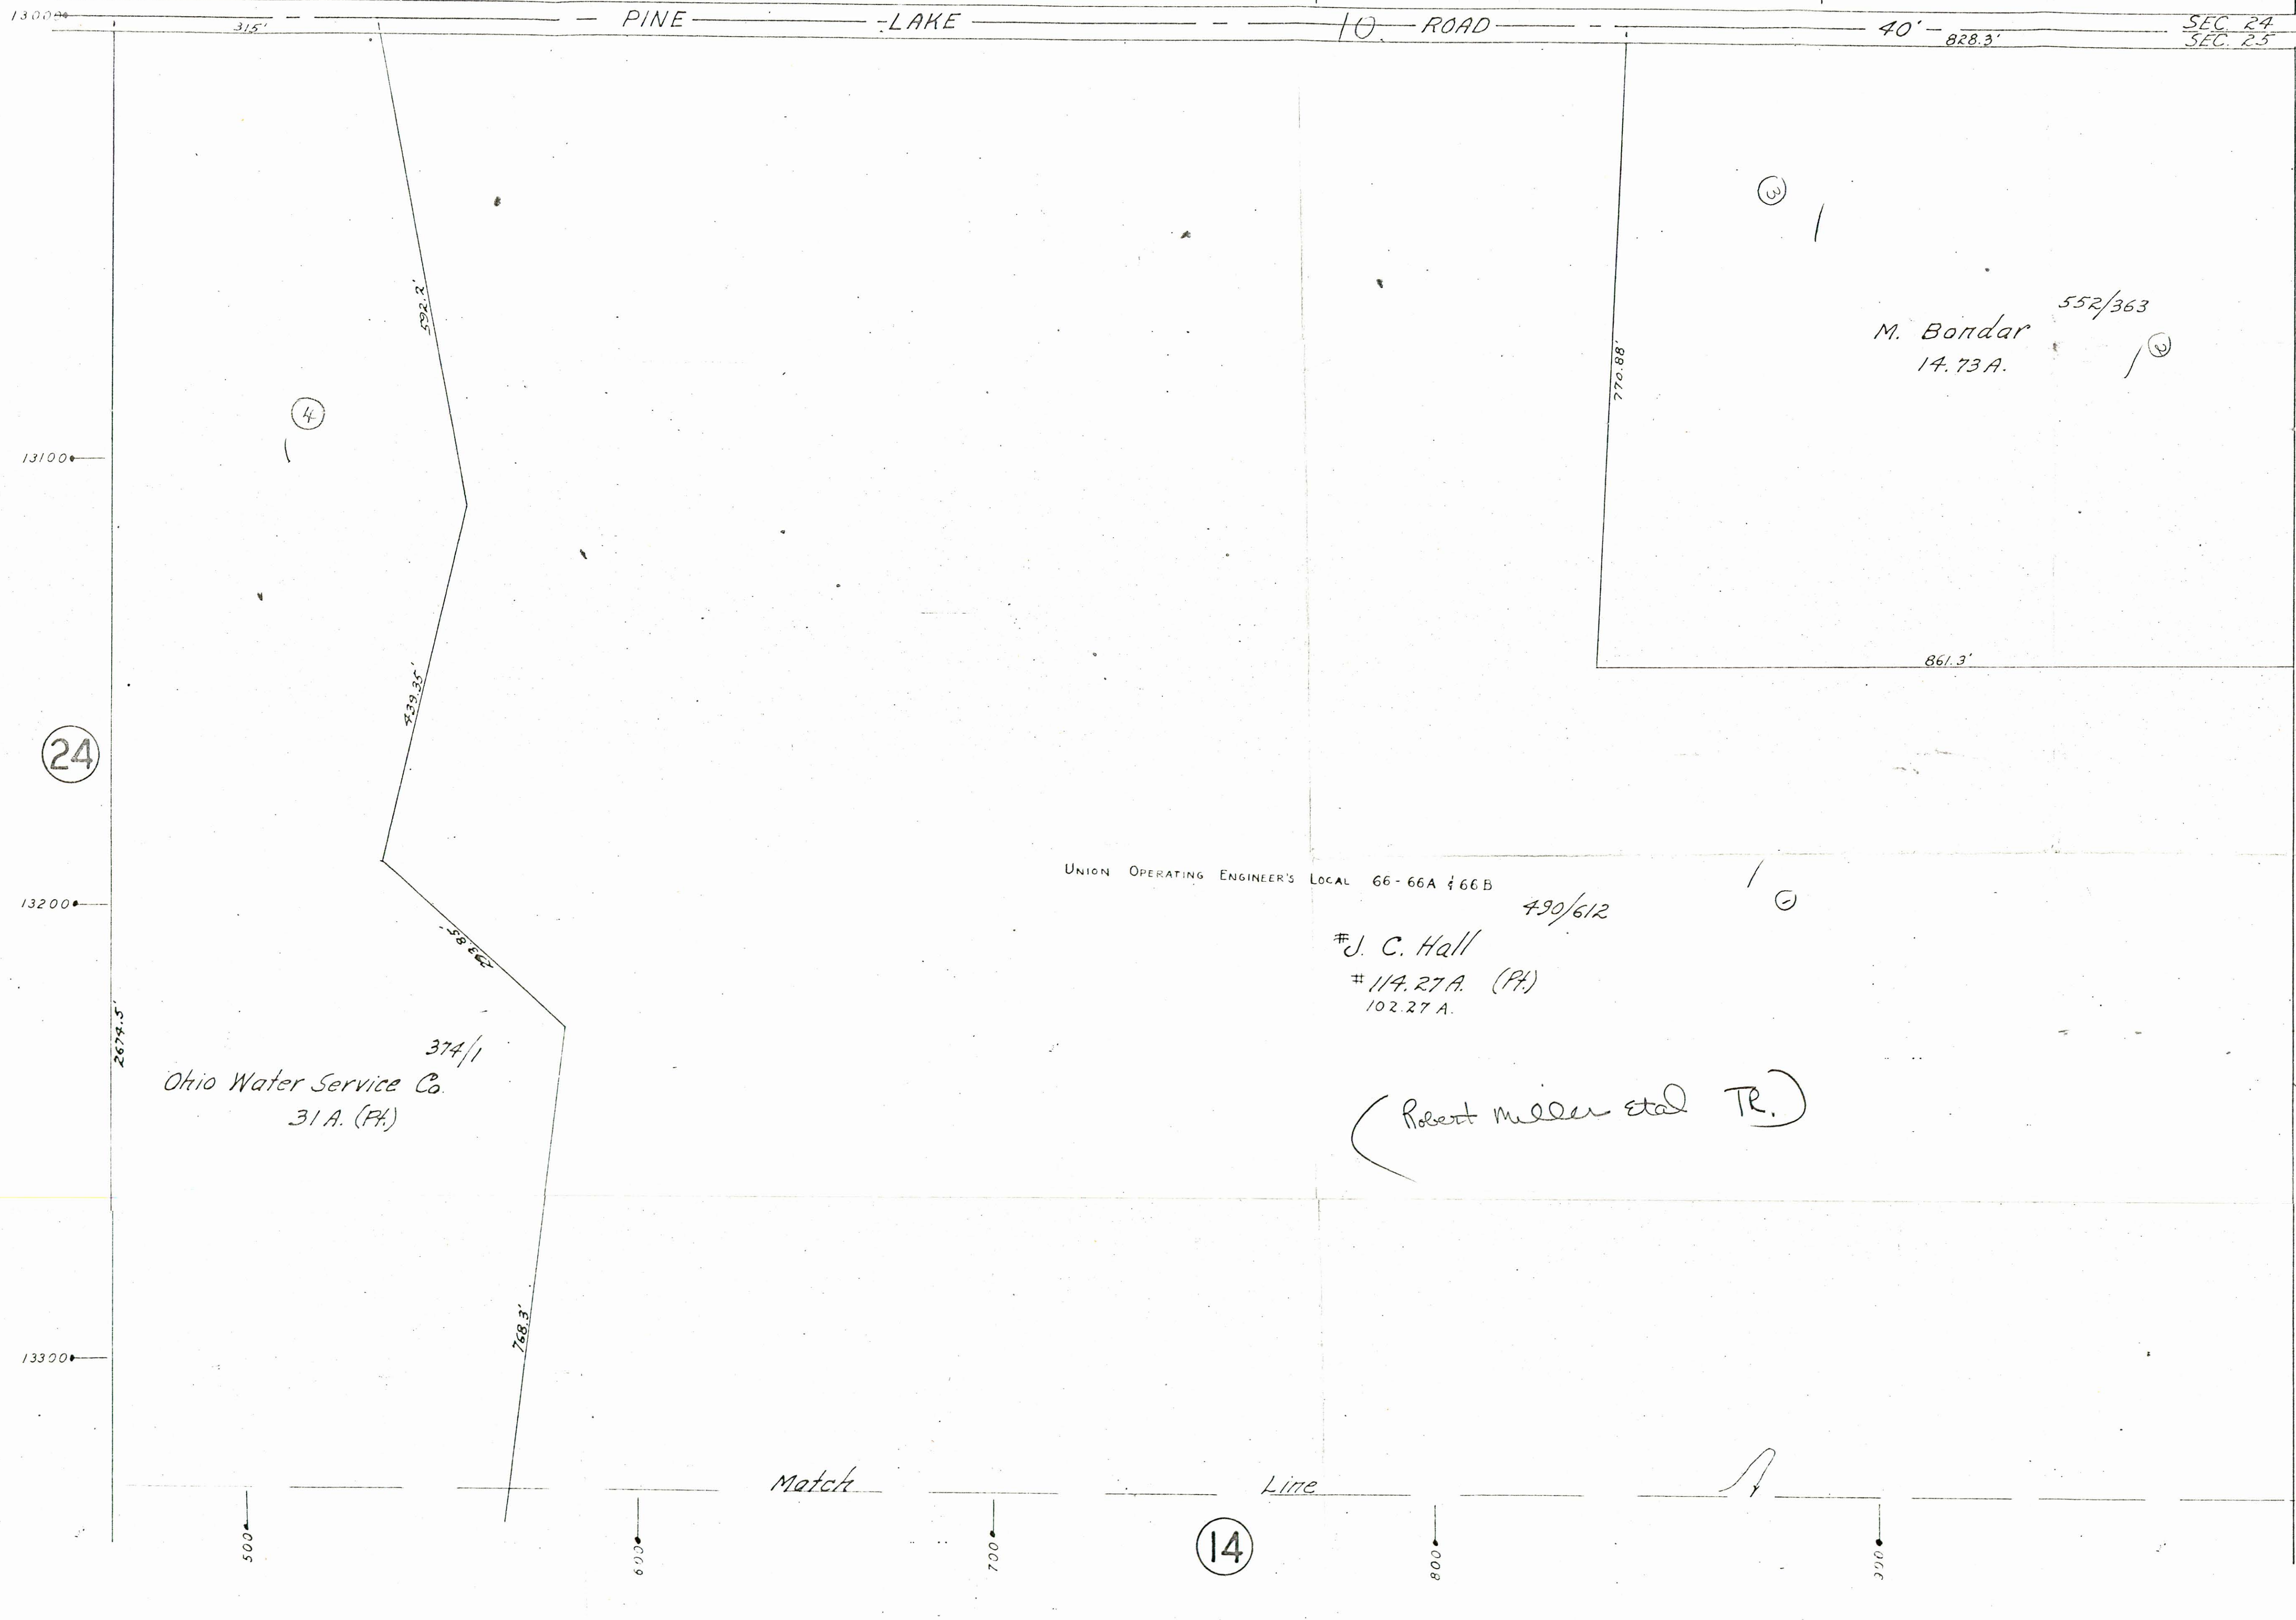 13000
PINE LAKE 10 ROAD 40'
SEC. 24
SEC. 25
315'
828.3'
3
552/363
592.2'
M. Bondar
2
14.73 A.
770.88'
4
13100
861.3'
439.35'
24
UNION OPERATING ENGINEER'S LOCAL 66-66A & 66B
1
13200
490/612
#J. C. Hall
#114.27 A. (Pt.)
102.27 A.
2674.5'
374/1
Ohio Water Service Co.
31 A. (Pt.)
(Robert Miller Etal TR.)
768.3'
13300
Match Line
500
600
700
14
800
900